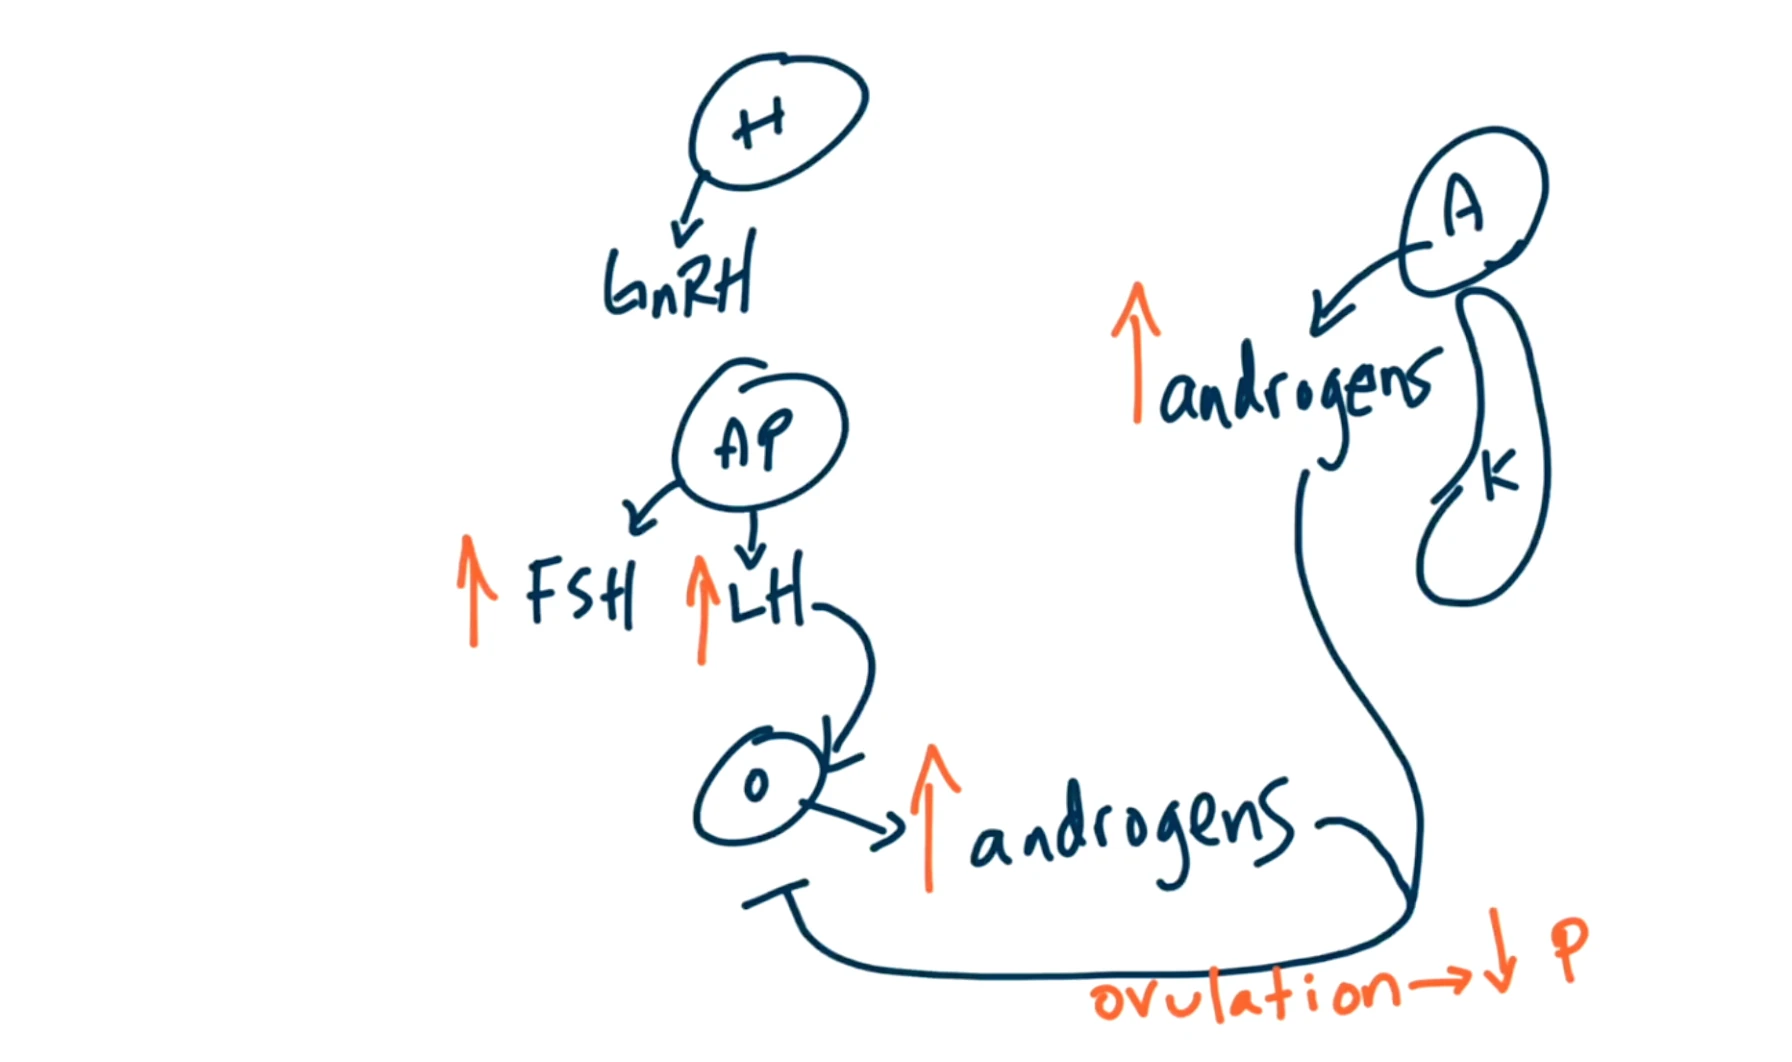 H
GnRH
A
↑ androgens
AP
K
↑ FSH ↑ LH
O
↑ androgens
ovulation → ↓ P